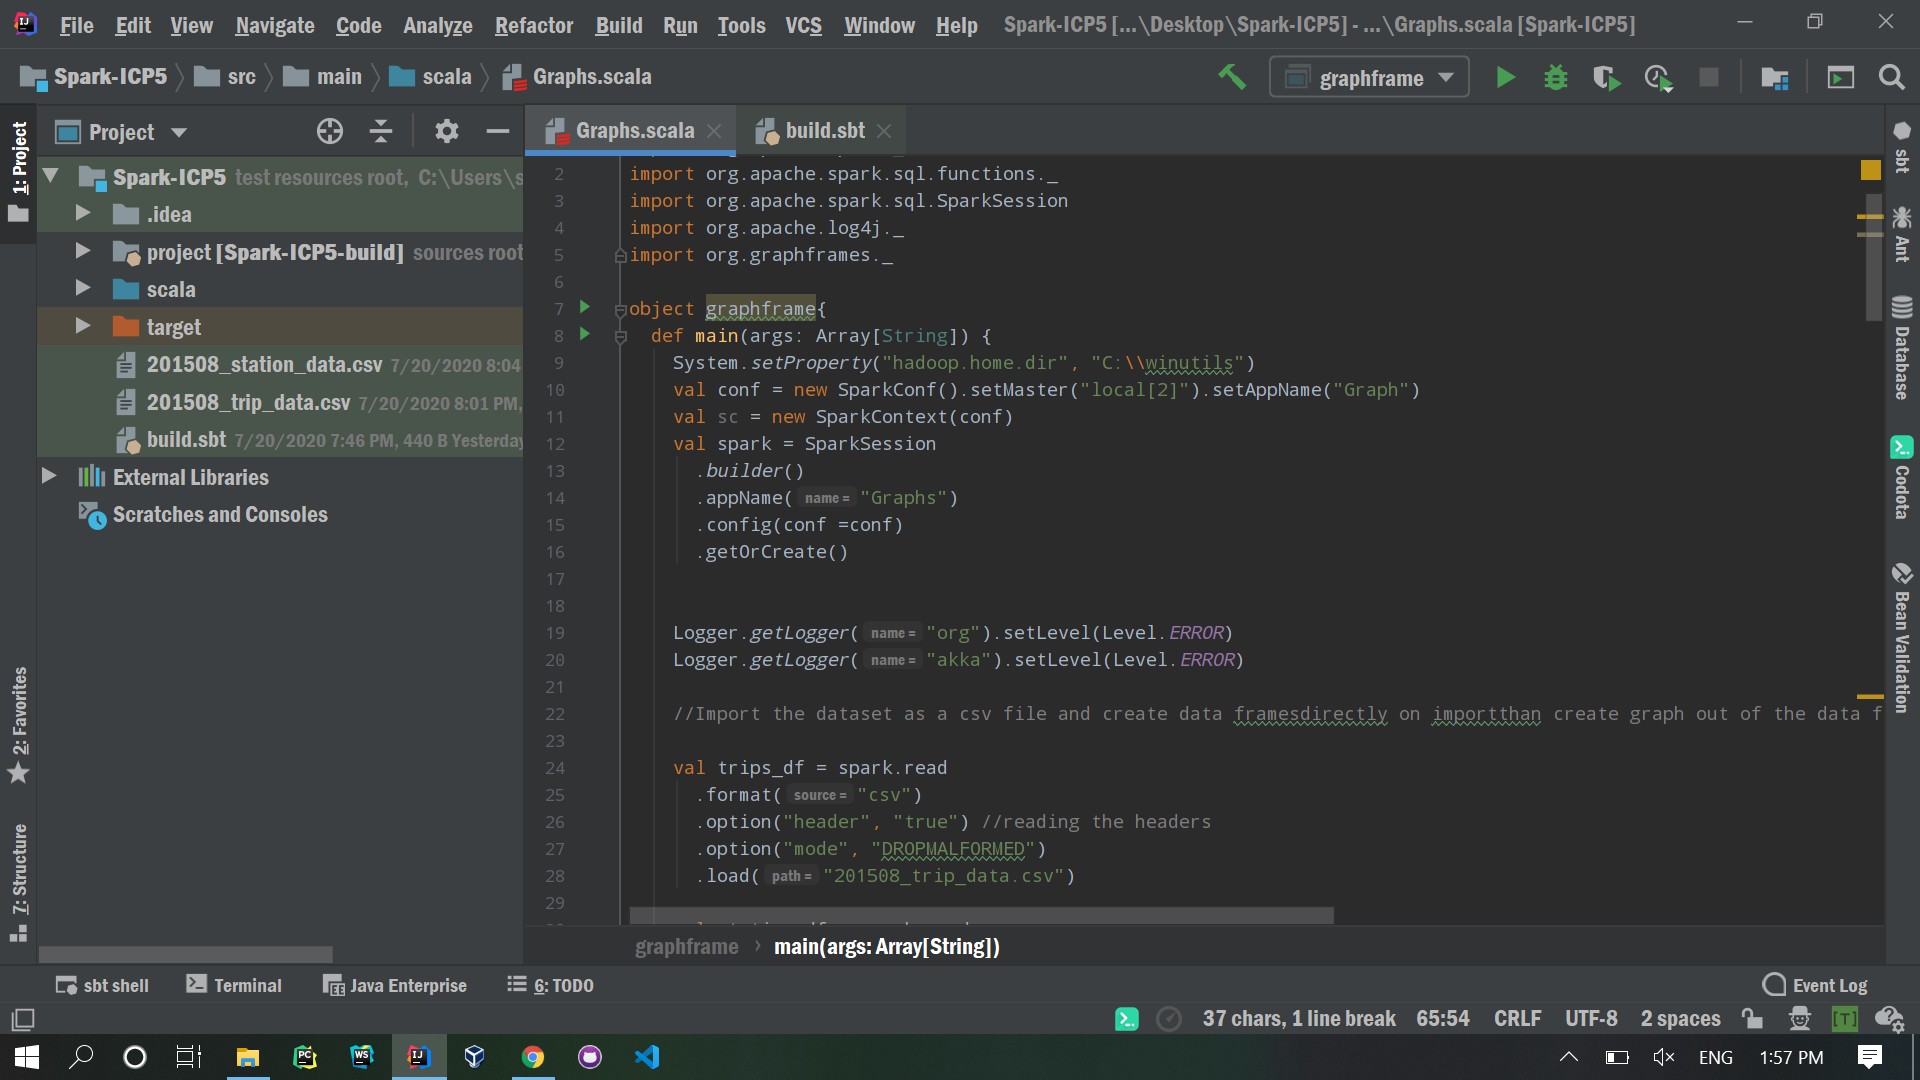 File Edit View Navigate Code Analyze Refactor Build Run Tools VCS Window Help Spark-ICP5 [...\Desktop\Spark-ICP5] - ...\Graphs.scala [Spark-ICP5]
Spark-ICP5 src main scala Graphs.scala graphframe
1: Project
2: Favorites
7: Structure
Project
Spark-ICP5 test resources root, C:\Users\s
.idea
project [Spark-ICP5-build] sources root
scala
target
201508_station_data.csv 7/20/2020 8:04
201508_trip_data.csv 7/20/2020 8:01 PM,
build.sbt 7/20/2020 7:46 PM, 440 B Yesterday
External Libraries
Scratches and Consoles
Graphs.scala build.sbt
2 import org.apache.spark.sql.functions._
3 import org.apache.spark.sql.SparkSession
4 import org.apache.log4j._
5 import org.graphframes._
6
7 object graphframe{
8 def main(args: Array[String]) {
9 System.setProperty("hadoop.home.dir", "C:\\winutils")
10 val conf = new SparkConf().setMaster("local[2]").setAppName("Graph")
11 val sc = new SparkContext(conf)
12 val spark = SparkSession
13 .builder()
14 .appName( name = "Graphs")
15 .config(conf =conf)
16 .getOrCreate()
17
18
19 Logger.getLogger( name = "org").setLevel(Level.ERROR)
20 Logger.getLogger( name = "akka").setLevel(Level.ERROR)
21
22 //Import the dataset as a csv file and create data framesdirectly on importthan create graph out of the data f
23
24 val trips_df = spark.read
25 .format( source = "csv")
26 .option("header", "true") //reading the headers
27 .option("mode", "DROPMALFORMED")
28 .load( path = "201508_trip_data.csv")
29
graphframe › main(args: Array[String])
sbt
Ant
Database
Codota
Bean Validation
sbt shell Terminal Java Enterprise 6: TODO Event Log
37 chars, 1 line break 65:54 CRLF UTF-8 2 spaces [T]
ENG 1:57 PM